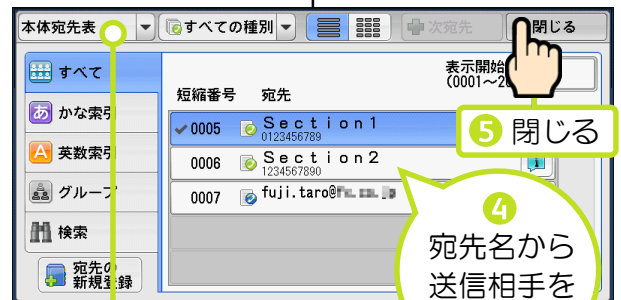 本体宛先表
すべての種別
次宛先
閉じる
すべて
かな索引
英数索引
グループ
検索
宛先の
新規登録
短縮番号 宛先
表示開始
(0001~20
0005 Section1
0123456789
0006 Section2
1234567890
0007 fuji.taro@
5 閉じる
4
宛先名から
送信相手を